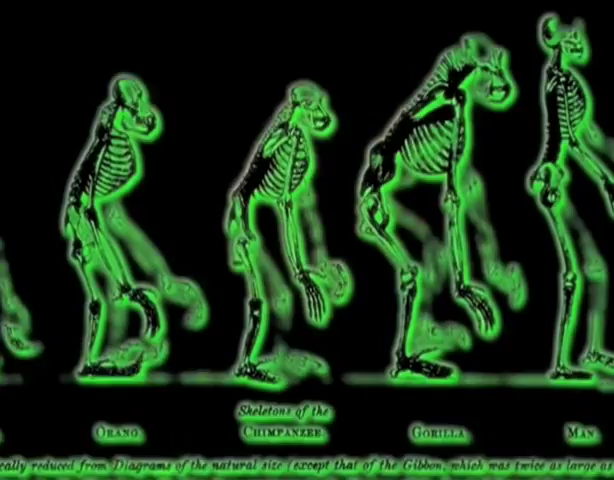 Skeletons of the
ORANG. CHIMPANZEE. GORILLA. MAN.
ically reduced from Diagrams of the natural size (except that of the Gibbon, which was twice as large as